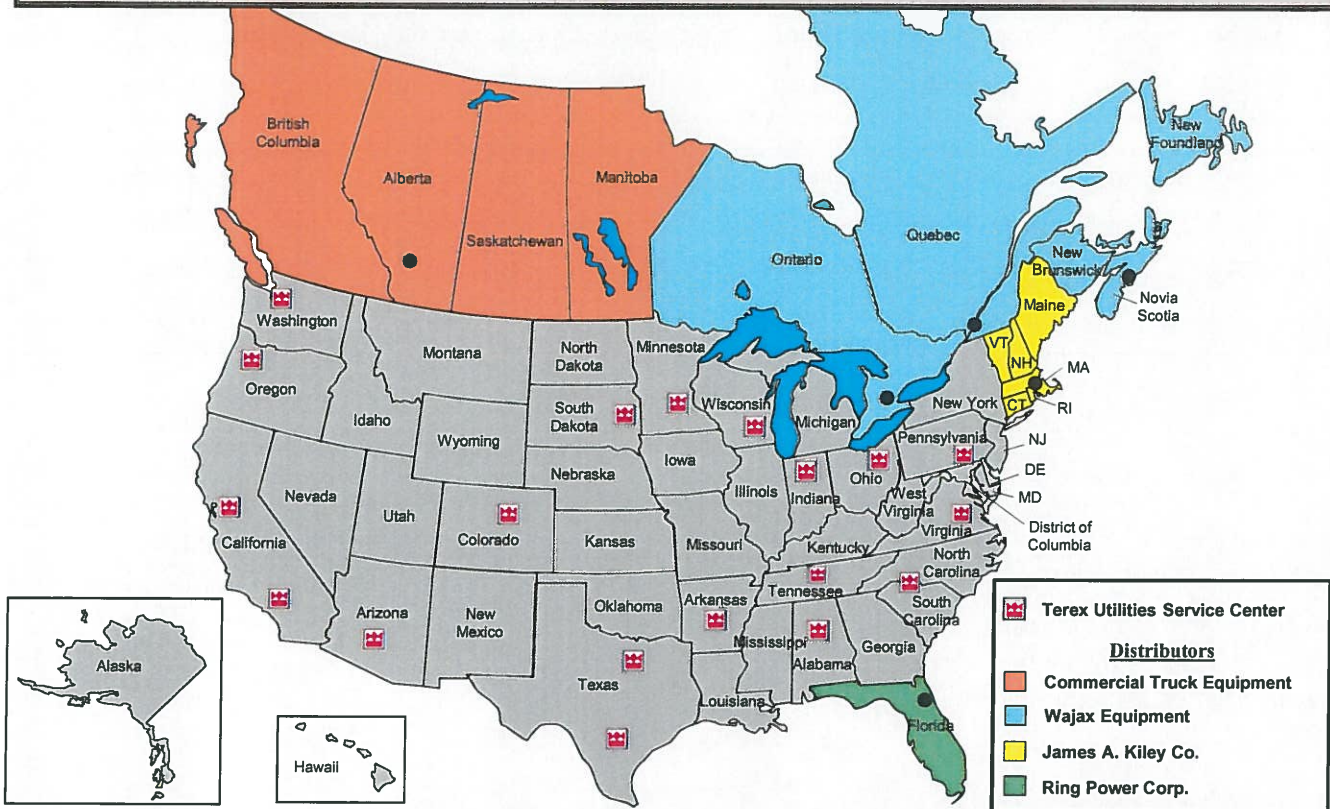 British
Columbia
Alberta
Saskatchewan
Manitoba
Ontario
Quebec
New
Foundland
New
Brunswick
Novia
Scotia
Maine
VT
NH
MA
CT
RI
Washington
Oregon
Idaho
Montana
North
Dakota
South
Dakota
Minnesota
Wisconsin
Michigan
New York
Pennsylvania
NJ
DE
MD
District of
Columbia
Wyoming
Nebraska
Iowa
Illinois
Indiana
Ohio
West
Virginia
Virginia
Nevada
Utah
Colorado
Kansas
Missouri
Kentucky
California
Arizona
New
Mexico
Oklahoma
Arkansas
Tennessee
North
Carolina
South
Carolina
Mississippi
Alabama
Georgia
Texas
Louisiana
Florida
Alaska
Hawaii
Terex Utilities Service Center
Distributors
Commercial Truck Equipment
Wajax Equipment
James A. Kiley Co.
Ring Power Corp.